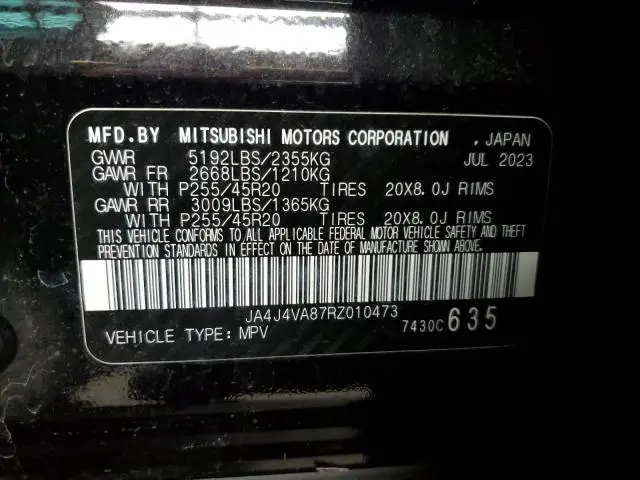 MFD.BY MITSUBISHI MOTORS CORPORATION , JAPAN
GVWR 5192LBS/2355KG JUL 2023
GAWR FR 2668LBS/1210KG
WITH P255/45R20 TIRES 20X8.0J RIMS
GAWR RR 3009LBS/1365KG
WITH P255/45R20 TIRES 20X8.0J RIMS
THIS VEHICLE CONFORMS TO ALL APPLICABLE FEDERAL MOTOR VEHICLE SAFETY AND THEFT
PREVENTION STANDARDS IN EFFECT ON THE DATE OF MANUFACTURE SHOWN ABOVE.
JA4J4VA87RZ010473
VEHICLE TYPE: MPV 7430C 635